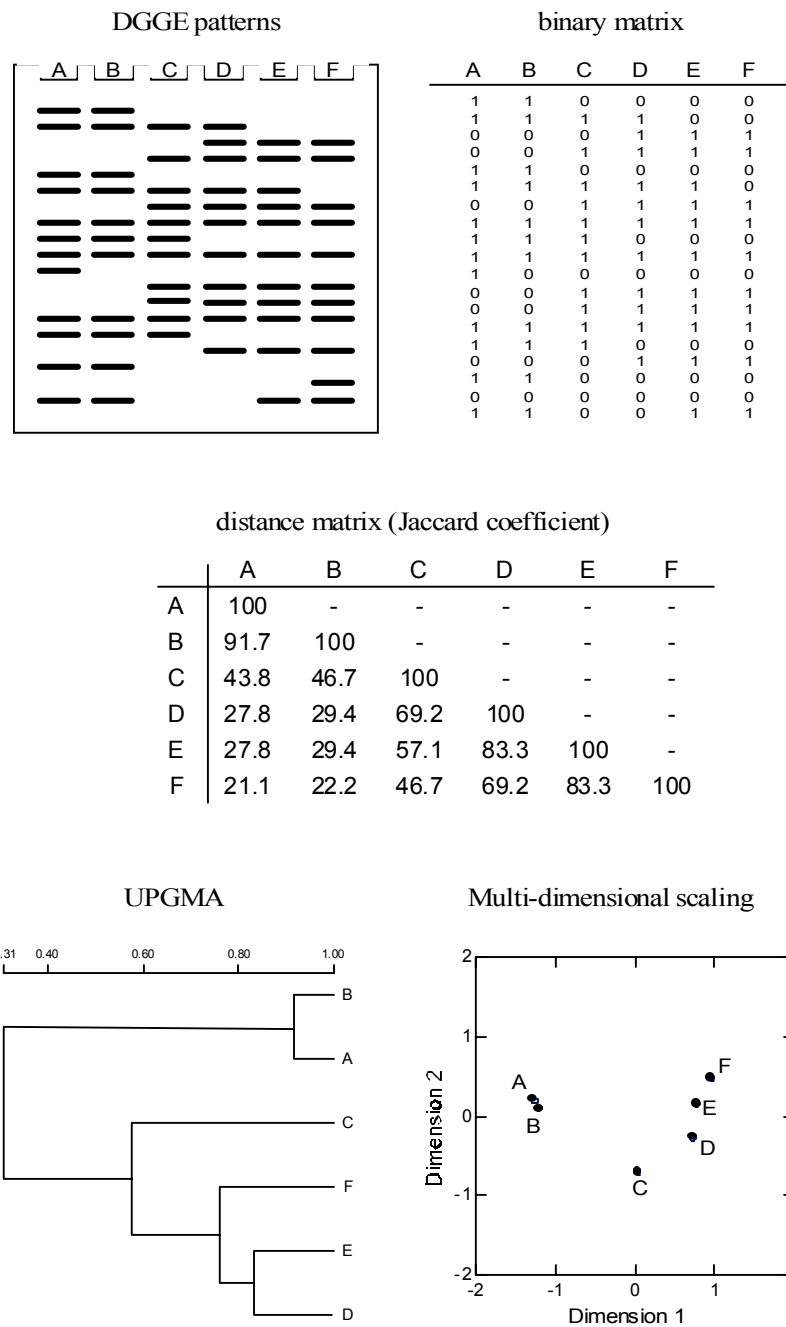 DGGE patterns
A B C D E F
binary matrix
A B C D E F
1 1 0 0 0 0
1 1 1 1 0 0
0 0 0 1 1 1
0 0 1 1 1 1
1 1 0 0 0 0
1 1 1 1 1 0
0 0 1 1 1 1
1 1 1 1 1 1
1 1 1 0 0 0
1 1 1 1 1 1
1 0 0 0 0 0
0 0 1 1 1 1
0 0 1 1 1 1
1 1 1 1 1 1
1 1 1 0 0 0
0 0 0 1 1 1
1 1 0 0 0 0
0 0 0 0 0 0
1 1 0 0 1 1
distance matrix (Jaccard coefficient)
A B C D E F
A 100 - - - - -
B 91.7 100 - - - -
C 43.8 46.7 100 - - -
D 27.8 29.4 69.2 100 - -
E 27.8 29.4 57.1 83.3 100 -
F 21.1 22.2 46.7 69.2 83.3 100
UPGMA
.31 0.40 0.60 0.80 1.00
B
A
C
F
E
D
Multi-dimensional scaling
2
1
0
-1
-2
Dimension 2
A
B
C
D
E
F
-2 -1 0 1
Dimension 1